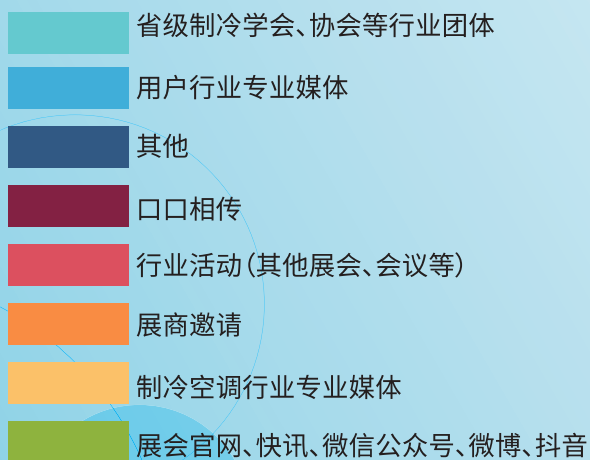 省级制冷学会、协会等行业团体
用户行业专业媒体
其他
口口相传
行业活动（其他展会、会议等）
展商邀请
制冷空调行业专业媒体
展会官网、快讯、微信公众号、微博、抖音